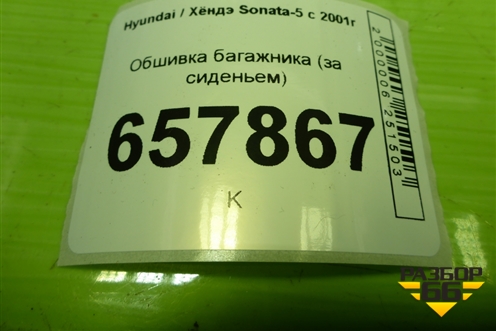 Hyundai / Хёндэ Sonata-5 с 2001г
Обшивка багажника (за
сиденьем)
657867
К
2000006251503
РАЗБОР
66